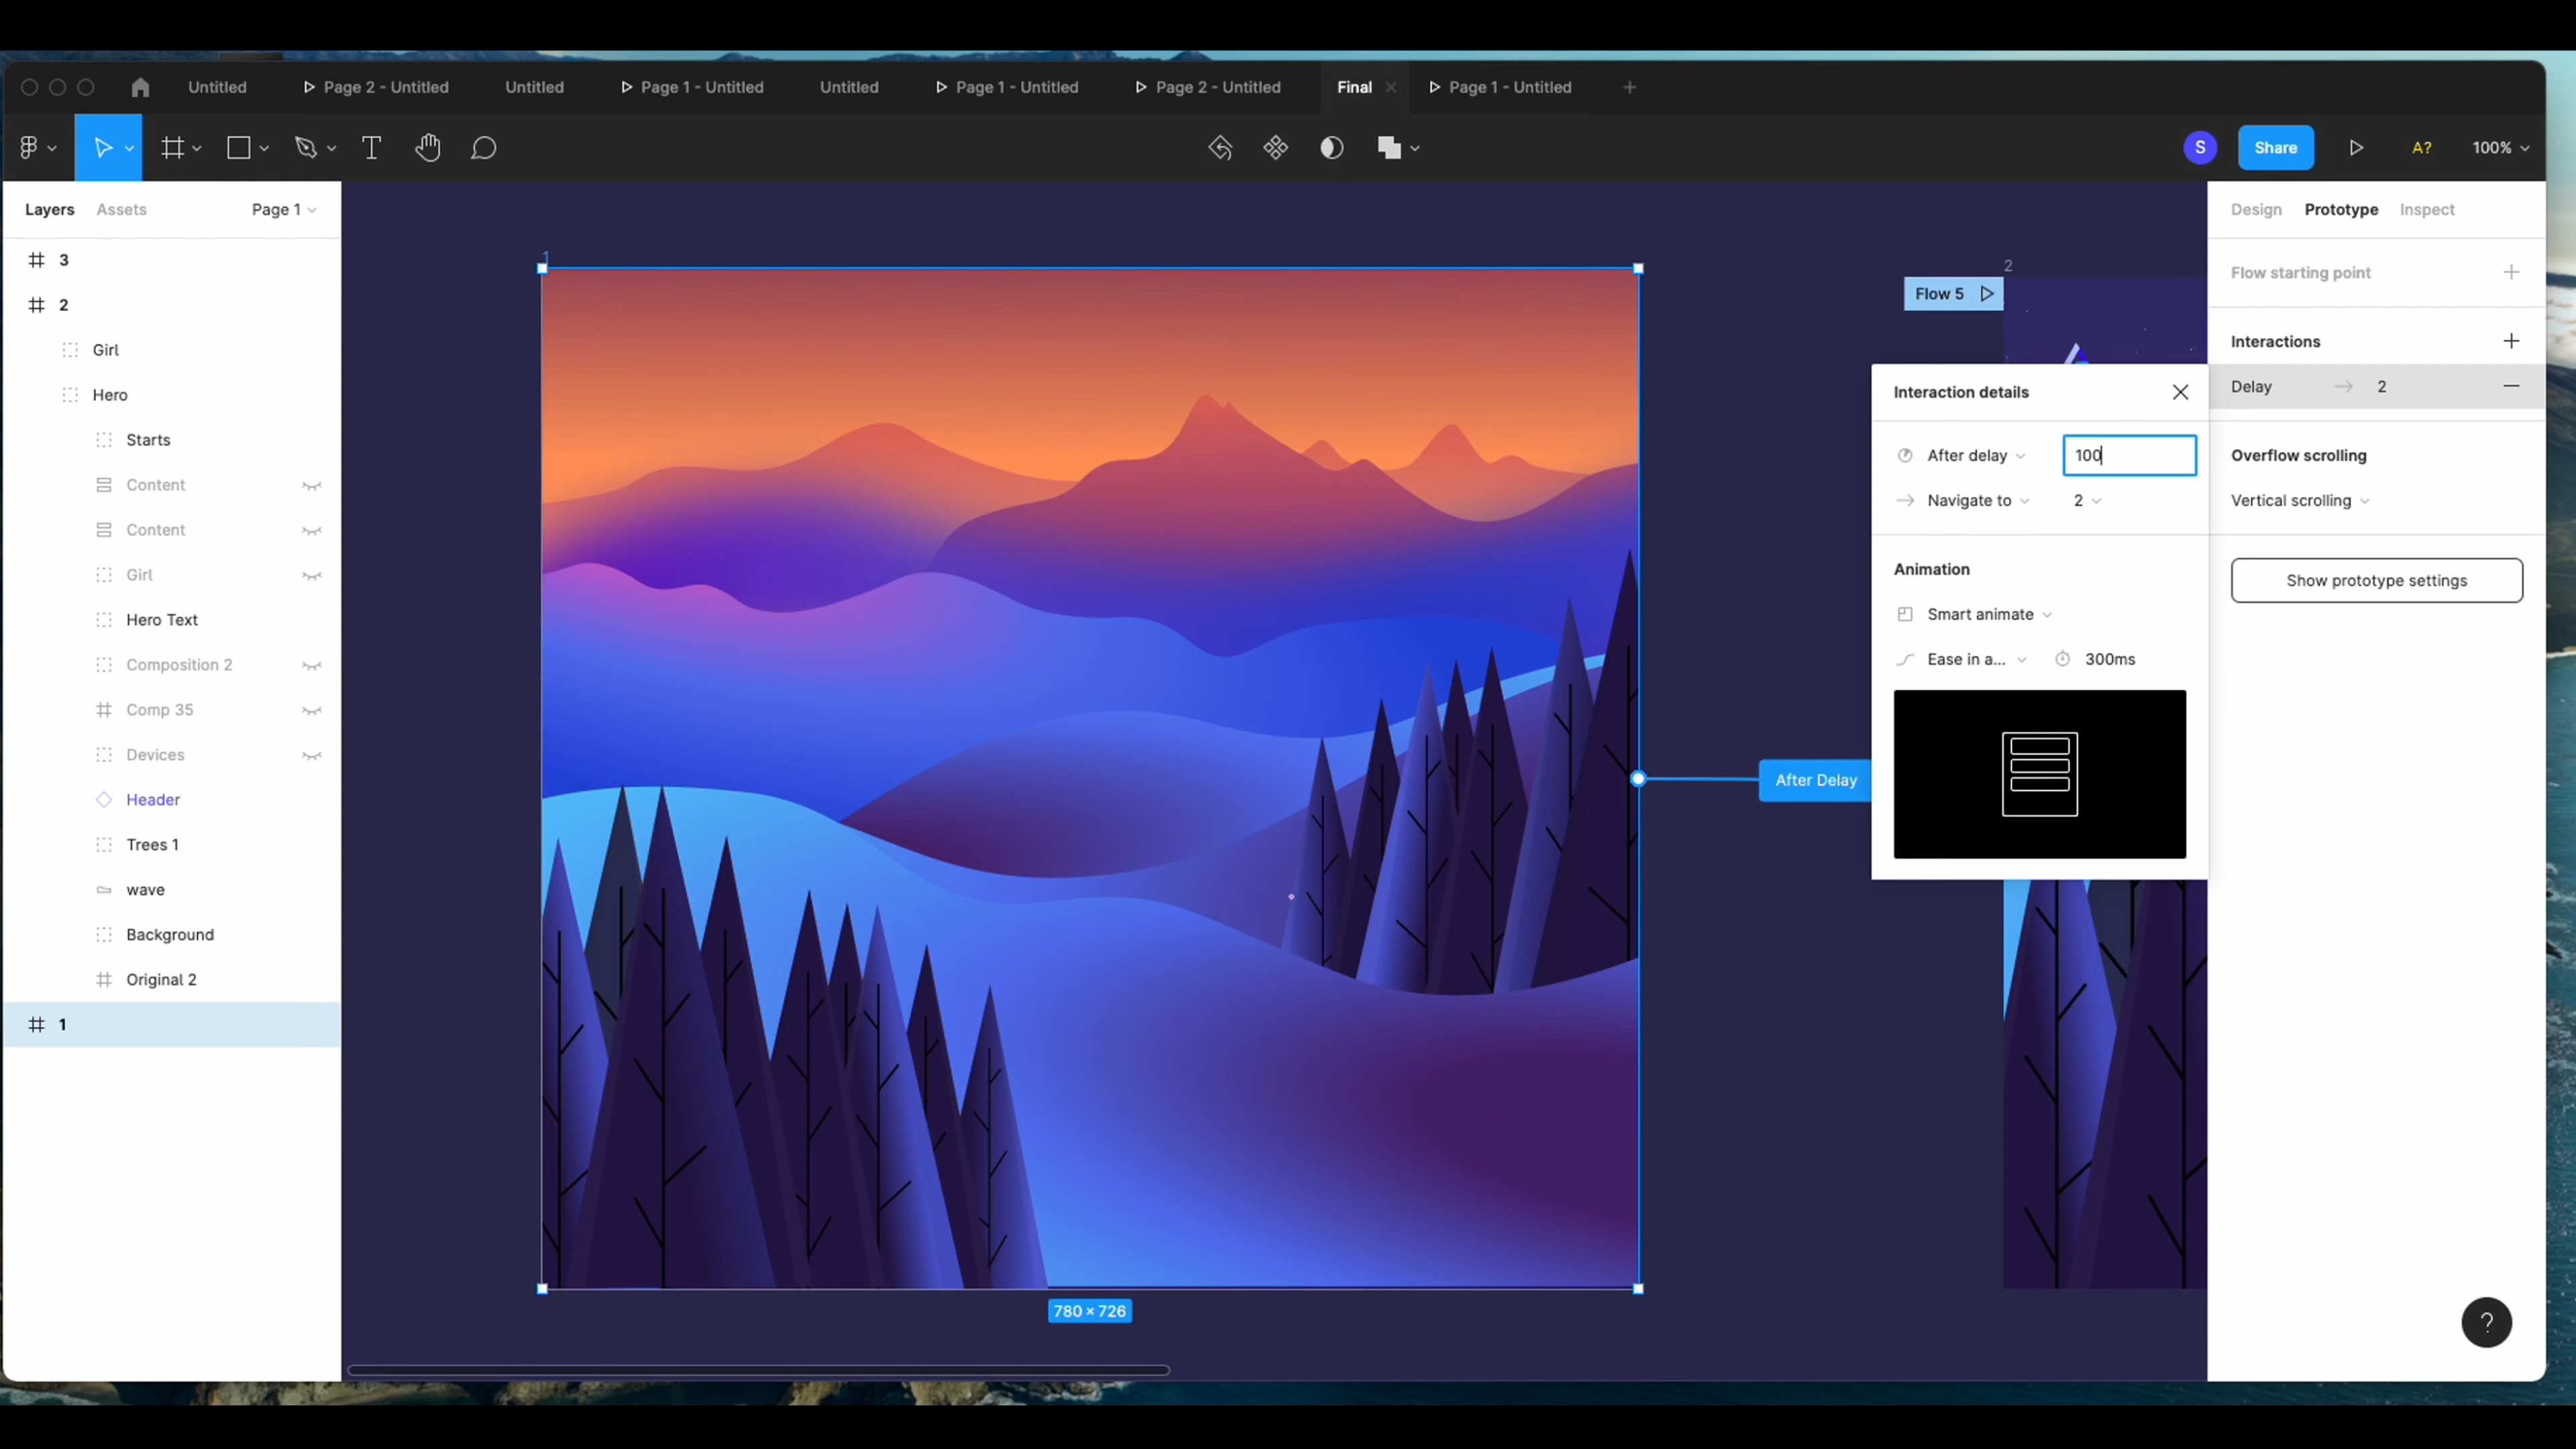 Untitled
Page 2 - Untitled
Untitled
Page 1 - Untitled
Untitled
Page 1 - Untitled
Page 2 - Untitled
Final
Page 1 - Untitled
S
Share
A?
100%
Layers
Assets
Page 1
3
2
Girl
Hero
Starts
Content
Content
Girl
Hero Text
Composition 2
Comp 35
Devices
Header
Trees 1
wave
Background
Original 2
1
1
780 × 726
After Delay
2
Flow 5
Interaction details
After delay
100
Navigate to
2
Animation
Smart animate
Ease in a...
300ms
Design
Prototype
Inspect
Flow starting point
Interactions
Delay
2
Overflow scrolling
Vertical scrolling
Show prototype settings
?